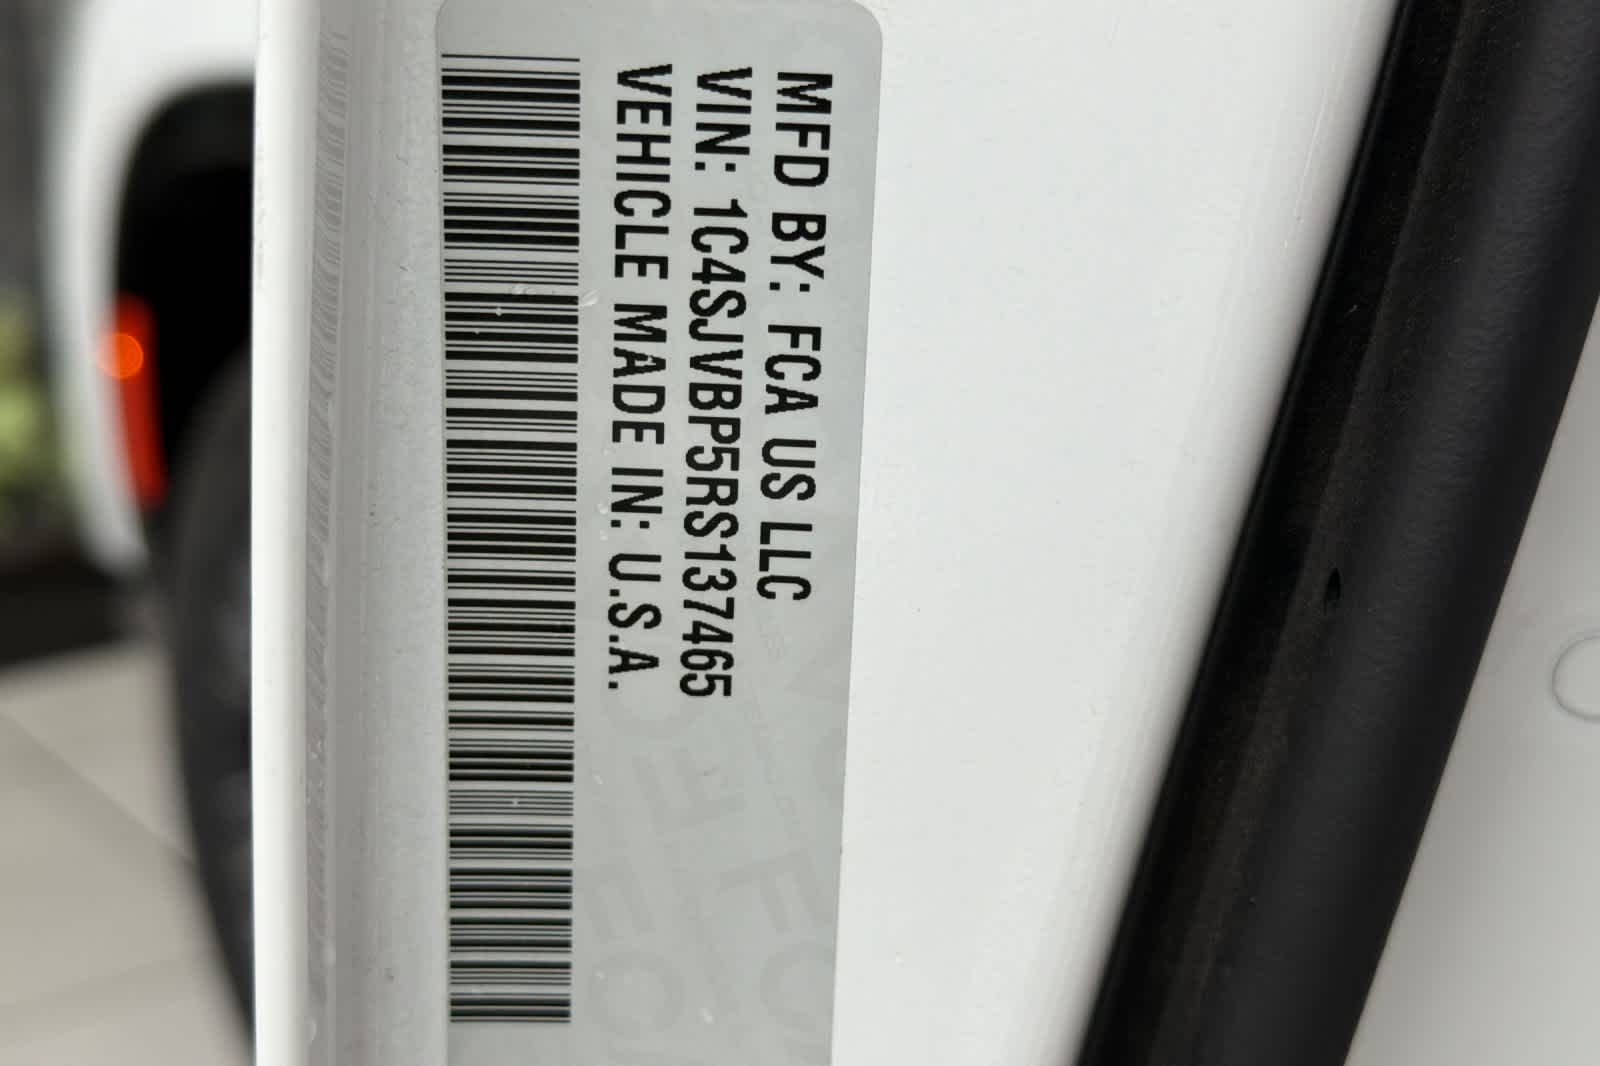 MFD BY: FCA US LLC
VIN: 1C4SJVBP5RS137465
VEHICLE MADE IN: U.S.A.